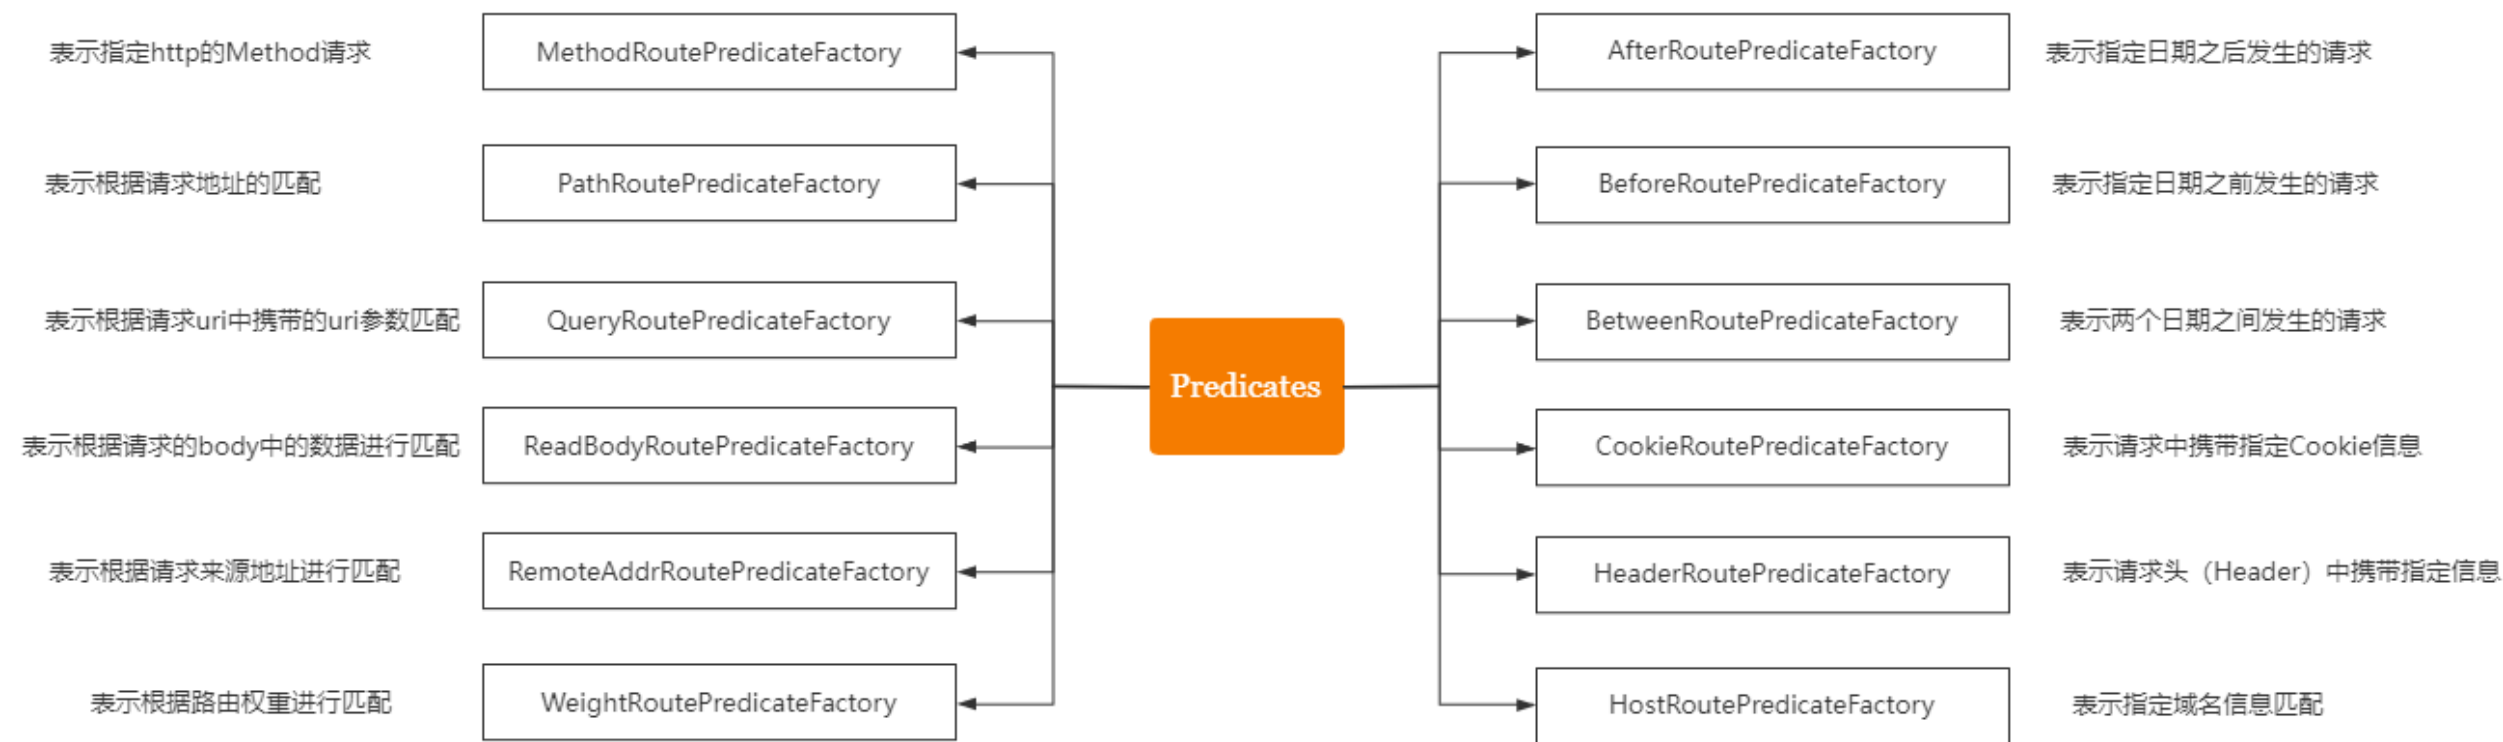 表示指定http的Method请求
MethodRoutePredicateFactory
AfterRoutePredicateFactory
表示指定日期之后发生的请求
表示根据请求地址的匹配
PathRoutePredicateFactory
BeforeRoutePredicateFactory
表示指定日期之前发生的请求
表示根据请求uri中携带的uri参数匹配
QueryRoutePredicateFactory
BetweenRoutePredicateFactory
表示两个日期之间发生的请求
Predicates
表示根据请求的body中的数据进行匹配
ReadBodyRoutePredicateFactory
CookieRoutePredicateFactory
表示请求中携带指定Cookie信息
表示根据请求来源地址进行匹配
RemoteAddrRoutePredicateFactory
HeaderRoutePredicateFactory
表示请求头（Header）中携带指定信息
表示根据路由权重进行匹配
WeightRoutePredicateFactory
HostRoutePredicateFactory
表示指定域名信息匹配